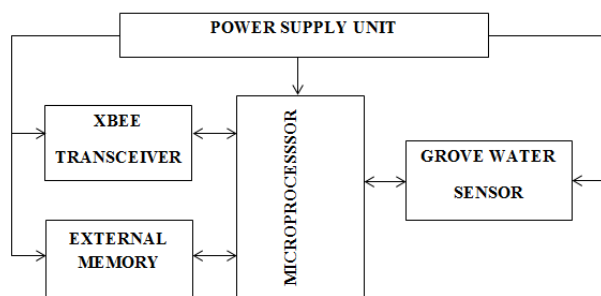 POWER SUPPLY UNIT
XBEE
TRANSCEIVER
MICROPROCESSSOR
GROVE WATER
SENSOR
EXTERNAL
MEMORY